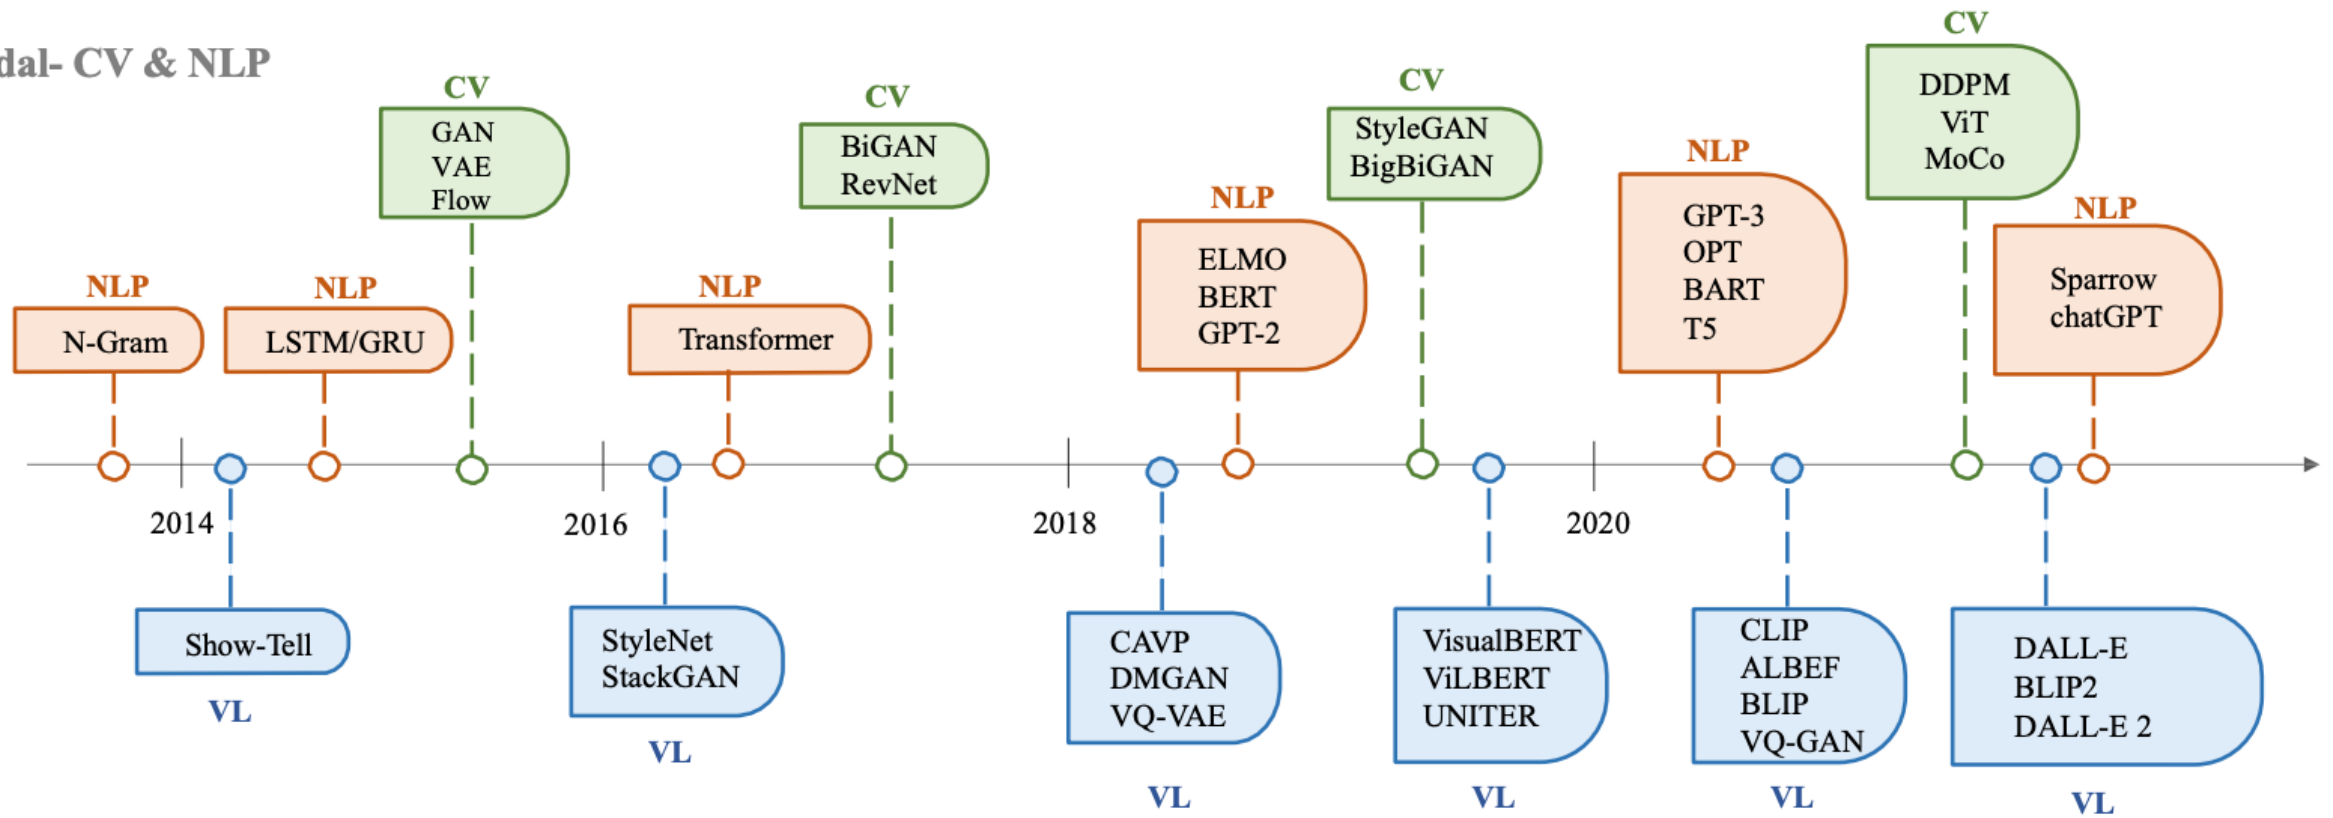 dal- CV & NLP
CV
GAN
VAE
Flow
CV
BiGAN
RevNet
CV
StyleGAN
BigBiGAN
CV
DDPM
ViT
MoCo
NLP
N-Gram
NLP
LSTM/GRU
NLP
Transformer
NLP
ELMO
BERT
GPT-2
NLP
GPT-3
OPT
BART
T5
NLP
Sparrow
chatGPT
2014
2016
2018
2020
Show-Tell
VL
StyleNet
StackGAN
VL
CAVP
DMGAN
VQ-VAE
VL
VisualBERT
ViLBERT
UNITER
VL
CLIP
ALBEF
BLIP
VQ-GAN
VL
DALL-E
BLIP2
DALL-E 2
VL